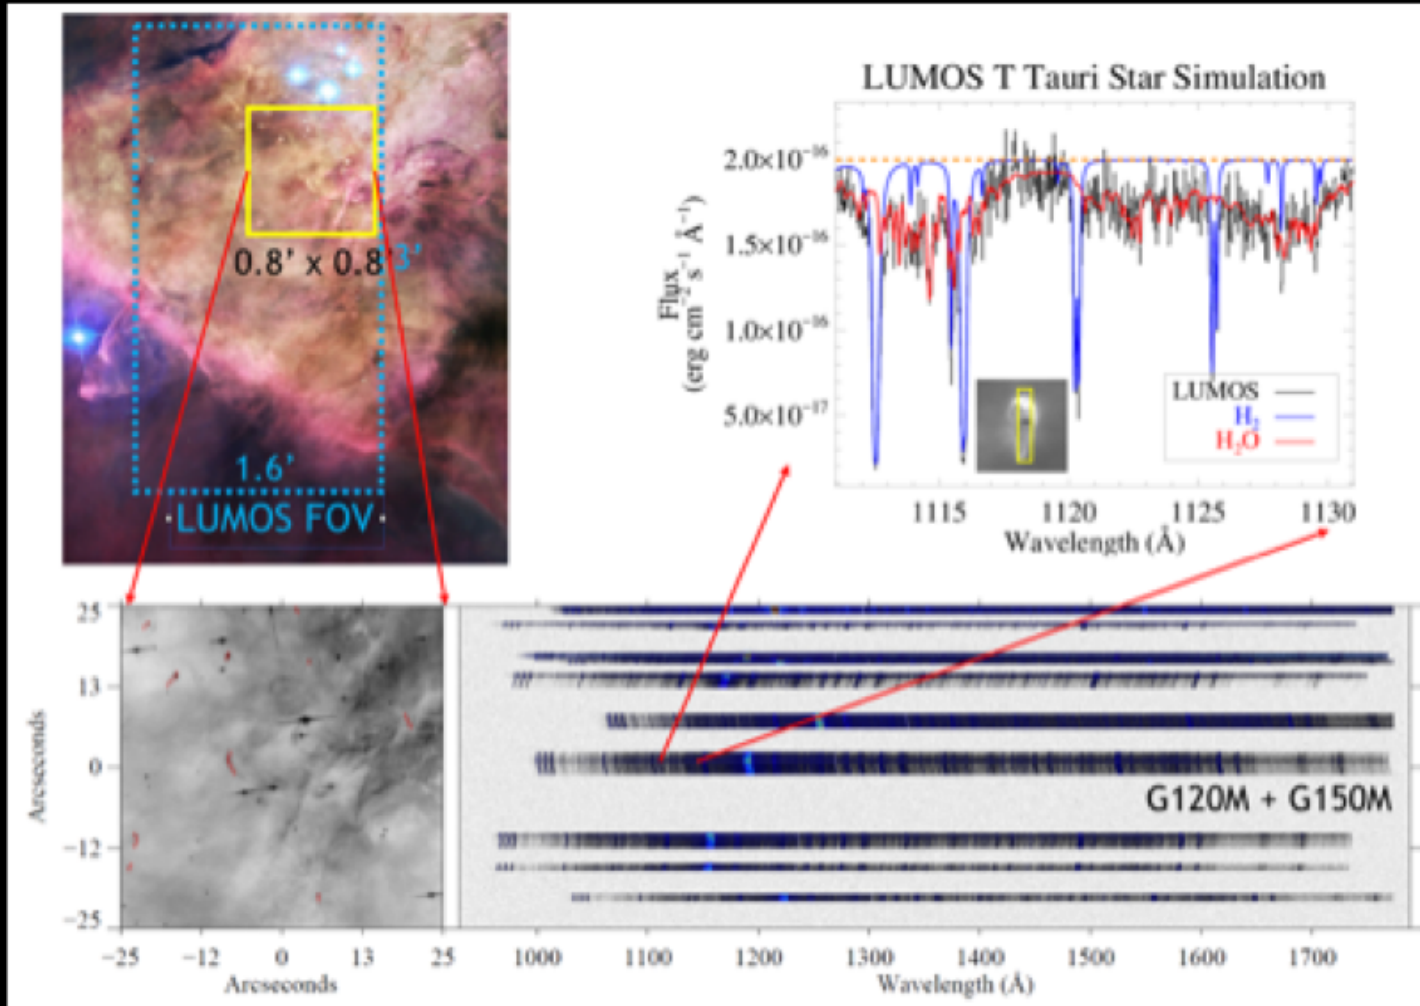 0.8' x 0.8'
3'
1.6'
LUMOS FOV
LUMOS T Tauri Star Simulation
Flux
(erg cm⁻² s⁻¹ Å⁻¹)
2.0×10⁻¹⁶
1.5×10⁻¹⁶
1.0×10⁻¹⁶
5.0×10⁻¹⁷
LUMOS
H₂
H₂O
1115 1120 1125 1130
Wavelength (Å)
Arcseconds
25
13
0
−12
−25
−25 −12 0 13 25
Arcseconds
G120M + G150M
1000 1100 1200 1300 1400 1500 1600 1700
Wavelength (Å)